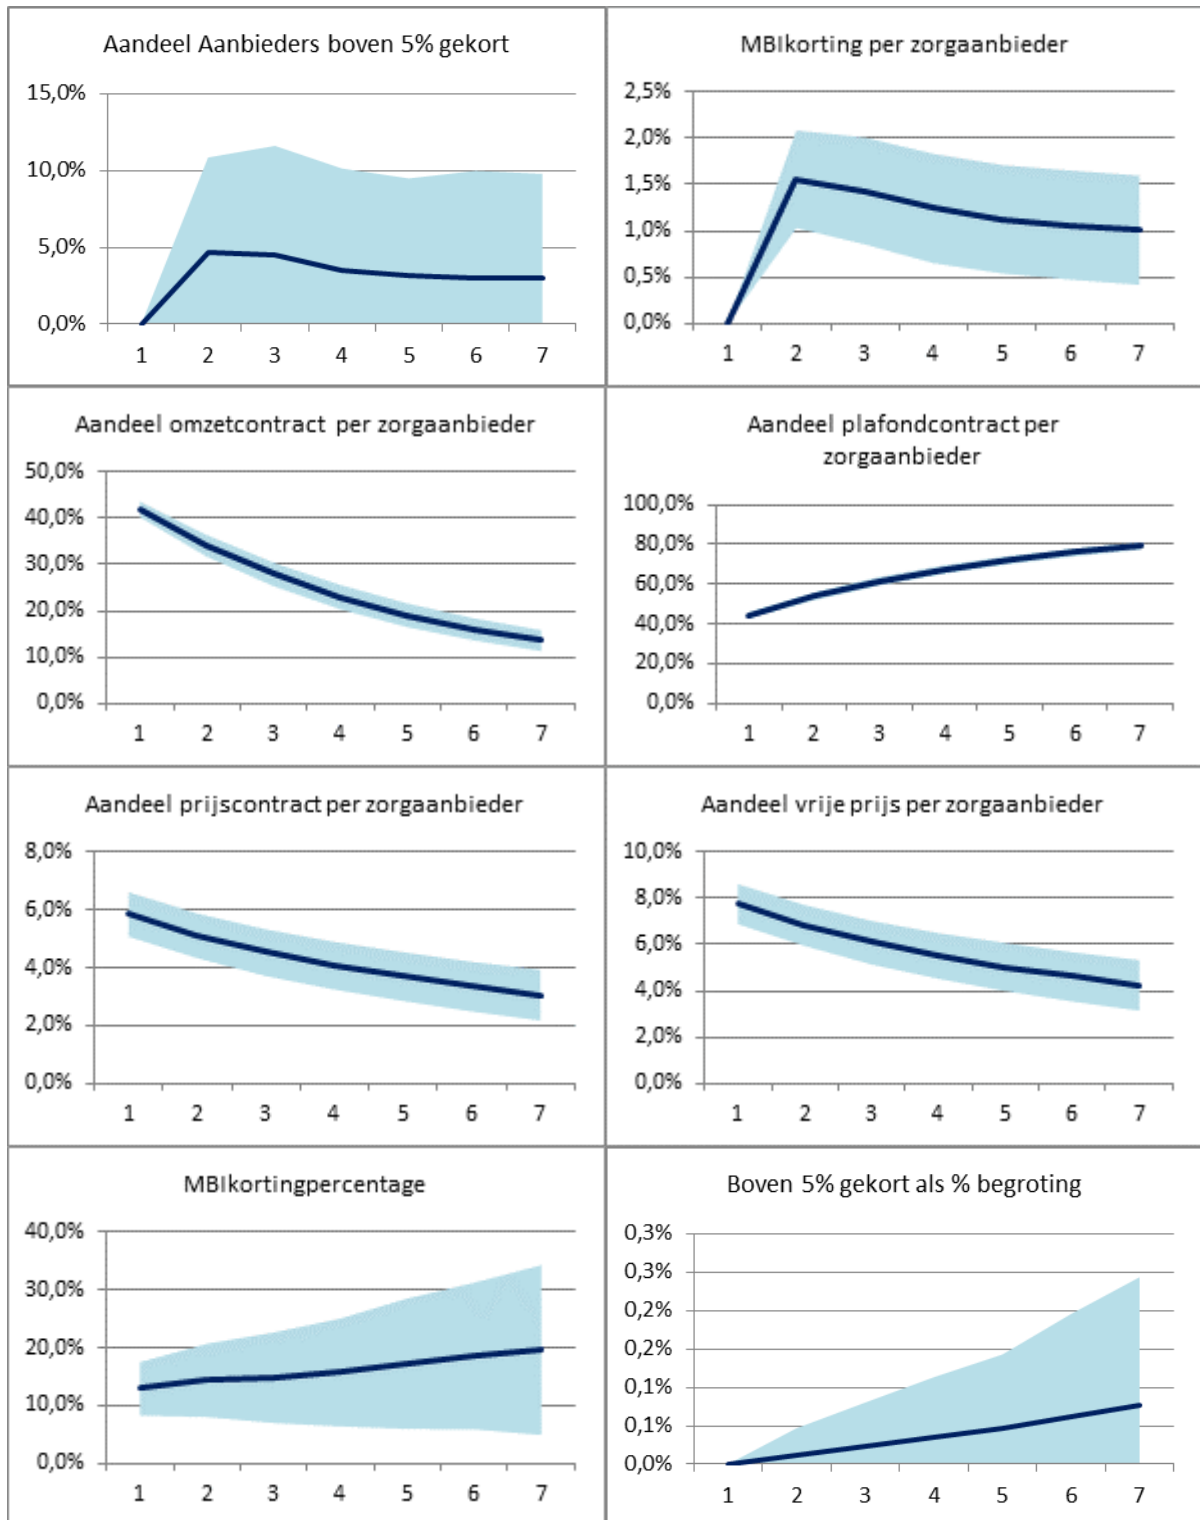 Aandeel Aanbieders boven 5% gekort
15,0%
10,0%
5,0%
0,0%
1 2 3 4 5 6 7
MBIkorting per zorgaanbieder
2,5%
2,0%
1,5%
1,0%
0,5%
0,0%
1 2 3 4 5 6 7
Aandeel omzetcontract per zorgaanbieder
50,0%
40,0%
30,0%
20,0%
10,0%
0,0%
1 2 3 4 5 6 7
Aandeel plafondcontract per
zorgaanbieder
100,0%
80,0%
60,0%
40,0%
20,0%
0,0%
1 2 3 4 5 6 7
Aandeel prijscontract per zorgaanbieder
8,0%
6,0%
4,0%
2,0%
0,0%
1 2 3 4 5 6 7
Aandeel vrije prijs per zorgaanbieder
10,0%
8,0%
6,0%
4,0%
2,0%
0,0%
1 2 3 4 5 6 7
MBIkortingpercentage
40,0%
30,0%
20,0%
10,0%
0,0%
1 2 3 4 5 6 7
Boven 5% gekort als % begroting
0,3%
0,3%
0,2%
0,2%
0,1%
0,1%
0,0%
1 2 3 4 5 6 7